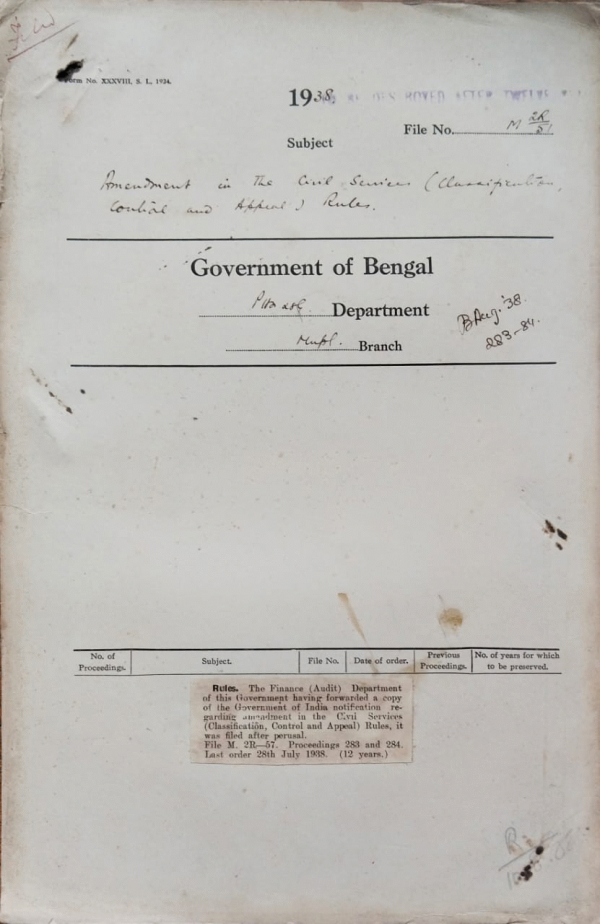 Form No. XXXVIII, S. L. 1934.
1938
File No. M 2R/57
Subject
Amendment in the Civil Services (Classification,
Control and Appeal) Rules.
Government of Bengal
Department
Branch
B Aug. '38.
283-84.
No. of Proceedings.
Subject.
File No.
Date of order.
Previous Proceedings.
No. of years for which to be preserved.
Rules. The Finance (Audit) Department
of this Government having forwarded a copy
of the Government of India notification re-
garding amendment in the Civil Services
(Classification, Control and Appeal) Rules, it
was filed after perusal.
File M. 2R—57. Proceedings 283 and 284.
Last order 28th July 1938. (12 years.)